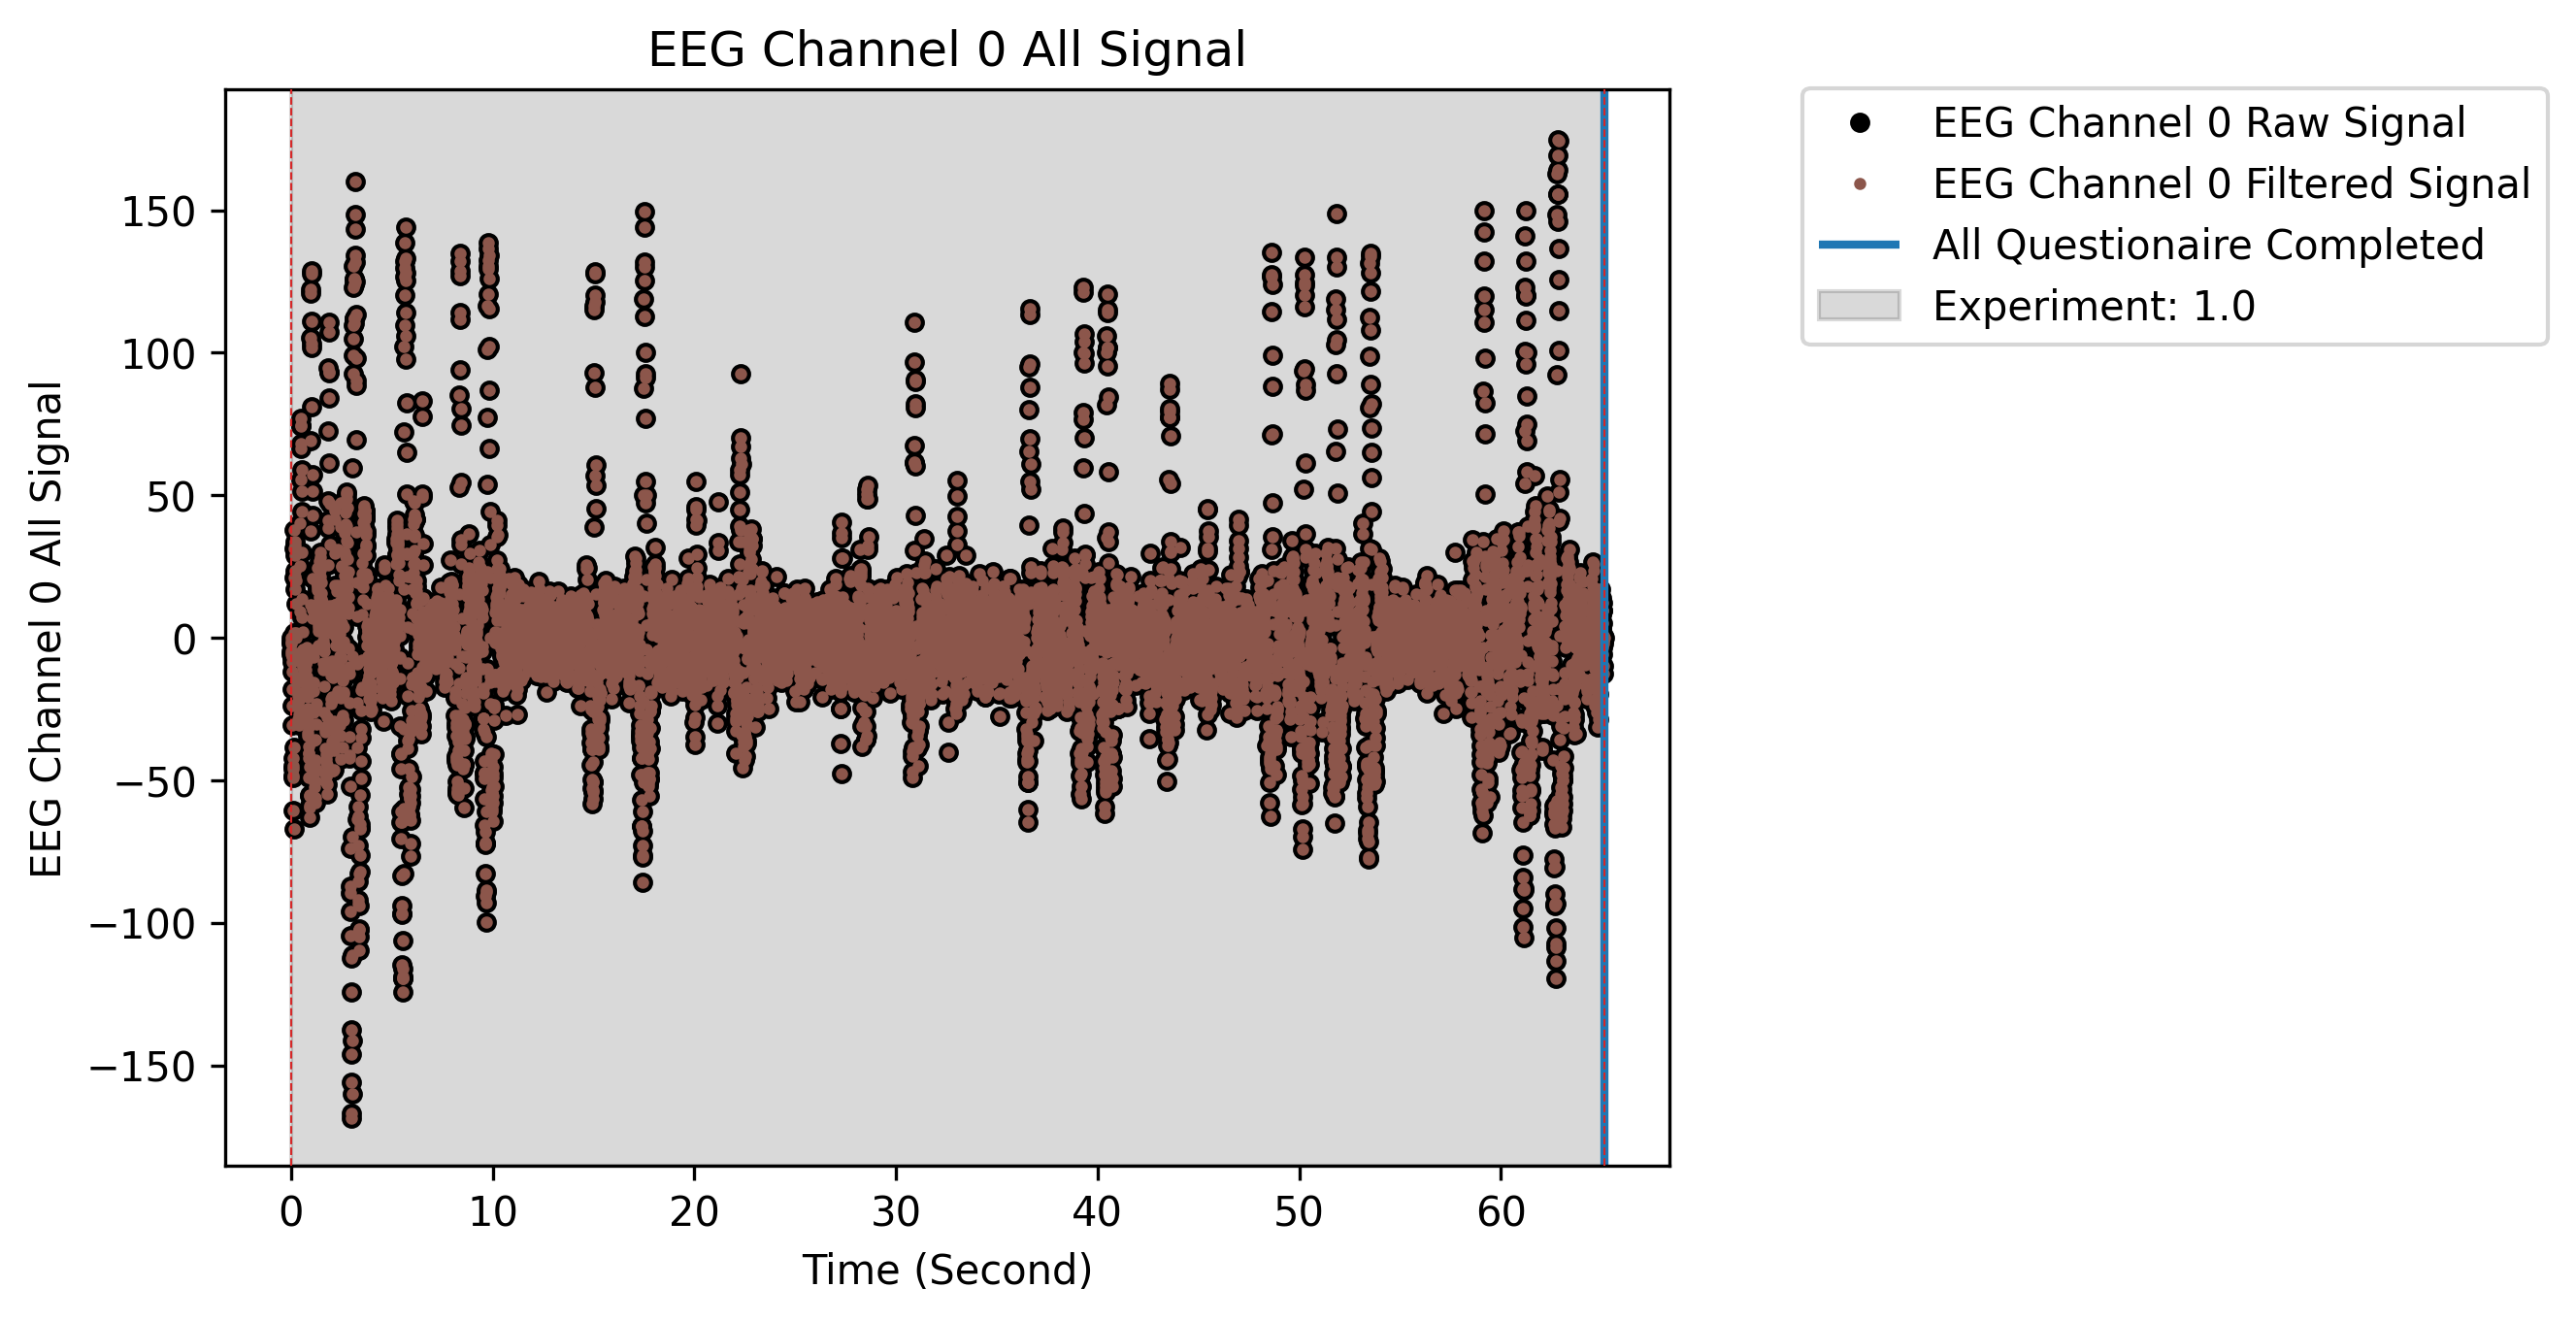 EEG Channel 0 All Signal
EEG Channel 0 Raw Signal
EEG Channel 0 Filtered Signal
All Questionaire Completed
Experiment: 1.0
EEG Channel 0 All Signal
150
100
50
0
−50
−100
−150
0 10 20 30 40 50 60
Time (Second)